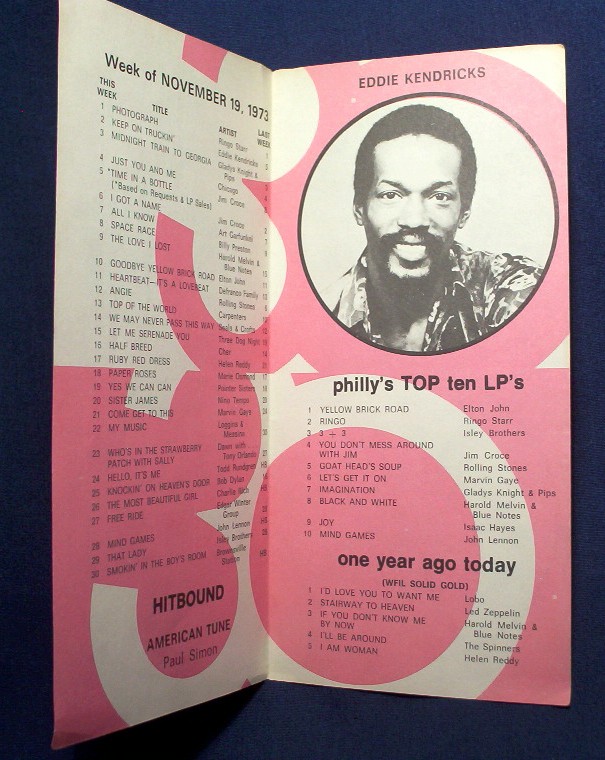 Week of NOVEMBER 19, 1973
THIS WEEK TITLE ARTIST LAST WEEK
1 PHOTOGRAPH Ringo Starr
2 KEEP ON TRUCKIN' Eddie Kendricks
3 MIDNIGHT TRAIN TO GEORGIA Gladys Knight &
Pips
4 JUST YOU AND ME Chicago
5 *TIME IN A BOTTLE Jim Croce
(*Based on Requests & LP Sales)
6 I GOT A NAME Jim Croce
7 ALL I KNOW Art Garfunkel
8 SPACE RACE Billy Preston
9 THE LOVE I LOST Harold Melvin &
Blue Notes
10 GOODBYE YELLOW BRICK ROAD Elton John
11 HEARTBEAT—IT'S A LOVEBEAT Defranco Family
12 ANGIE Rolling Stones
13 TOP OF THE WORLD Carpenters
14 WE MAY NEVER PASS THIS WAY Seals & Crofts
15 LET ME SERENADE YOU Three Dog Night
16 HALF BREED Cher
17 RUBY RED DRESS Helen Reddy
18 PAPER ROSES Marie Osmond
19 YES WE CAN CAN Pointer Sisters
20 SISTER JAMES Nino Tempo
21 COME GET TO THIS Marvin Gaye
22 MY MUSIC Loggins &
Messina
23 WHO'S IN THE STRAWBERRY Dawn with
PATCH WITH SALLY Tony Orlando
24 HELLO, IT'S ME Todd Rundgren
25 KNOCKIN' ON HEAVEN'S DOOR Bob Dylan
26 THE MOST BEAUTIFUL GIRL Charlie Rich
27 FREE RIDE Edger Winter
Group
28 MIND GAMES John Lennon
29 THAT LADY Isley Brothers
30 SMOKIN' IN THE BOY'S ROOM Brownsville
Station
HITBOUND
AMERICAN TUNE
Paul Simon
EDDIE KENDRICKS
philly's TOP ten LP's
1 YELLOW BRICK ROAD Elton John
2 RINGO Ringo Starr
3 3 + 3 Isley Brothers
4 YOU DON'T MESS AROUND
WITH JIM Jim Croce
5 GOAT HEAD'S SOUP Rolling Stones
6 LET'S GET IT ON Marvin Gaye
7 IMAGINATION Gladys Knight & Pips
8 BLACK AND WHITE Harold Melvin &
Blue Notes
9 JOY Isaac Hayes
10 MIND GAMES John Lennon
one year ago today
(WFIL SOLID GOLD)
1 I'D LOVE YOU TO WANT ME Lobo
2 STAIRWAY TO HEAVEN Led Zeppelin
3 IF YOU DON'T KNOW ME Harold Melvin &
BY NOW Blue Notes
4 I'LL BE AROUND The Spinners
5 I AM WOMAN Helen Reddy